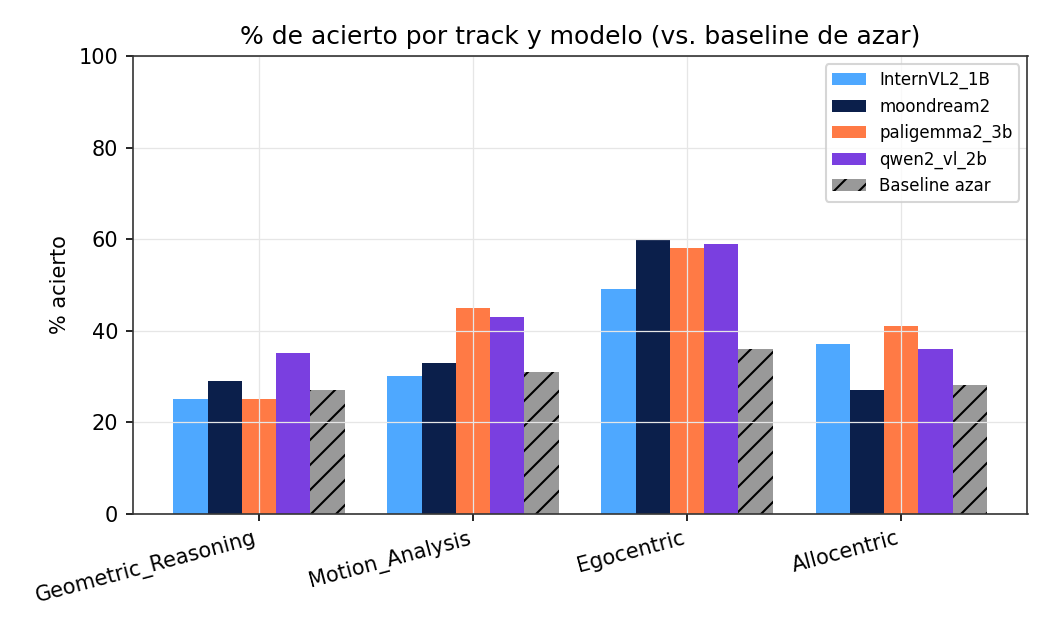 % de acierto por track y modelo (vs. baseline de azar)
100
80
60
40
20
0
% acierto
InternVL2_1B
moondream2
paligemma2_3b
qwen2_vl_2b
Baseline azar
Geometric_Reasoning
Motion_Analysis
Egocentric
Allocentric